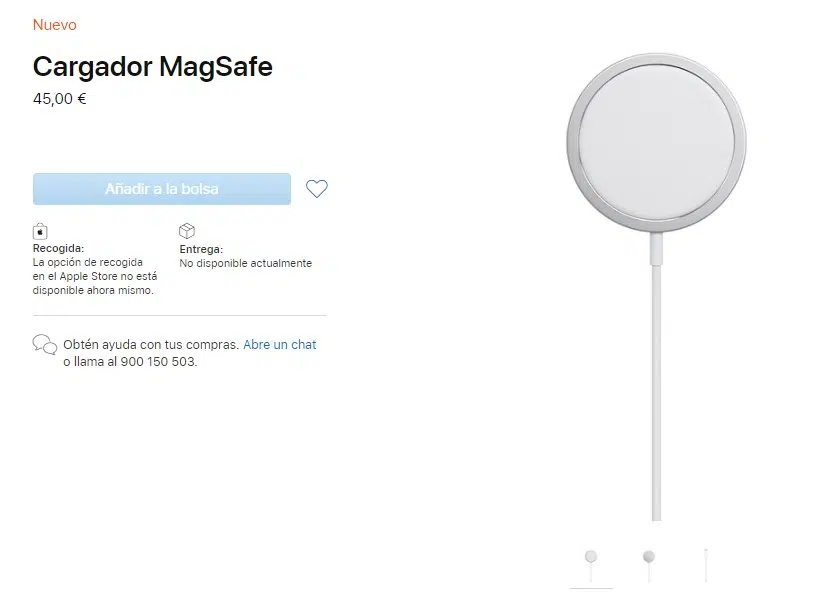 Nuevo
Cargador MagSafe
45,00 €
Añadir a la bolsa
Recogida:
La opción de recogida
en el Apple Store no está
disponible ahora mismo.
Entrega:
No disponible actualmente
Obtén ayuda con tus compras. Abre un chat
o llama al 900 150 503.